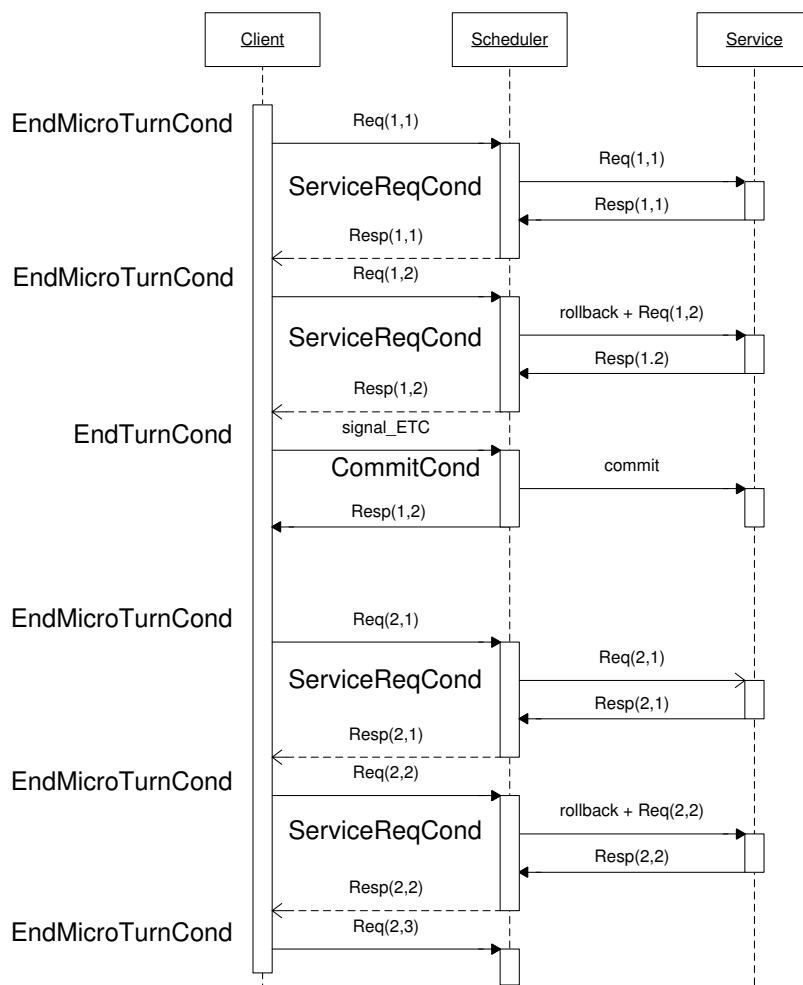 Client
Scheduler
Service
EndMicroTurnCond
Req(1,1)
Req(1,1)
ServiceReqCond
Resp(1,1)
Resp(1,1)
EndMicroTurnCond
Req(1,2)
rollback + Req(1,2)
ServiceReqCond
Resp(1.2)
Resp(1,2)
EndTurnCond
signal_ETC
CommitCond
commit
Resp(1,2)
EndMicroTurnCond
Req(2,1)
Req(2,1)
ServiceReqCond
Resp(2,1)
Resp(2,1)
EndMicroTurnCond
Req(2,2)
rollback + Req(2,2)
ServiceReqCond
Resp(2,2)
Resp(2,2)
EndMicroTurnCond
Req(2,3)